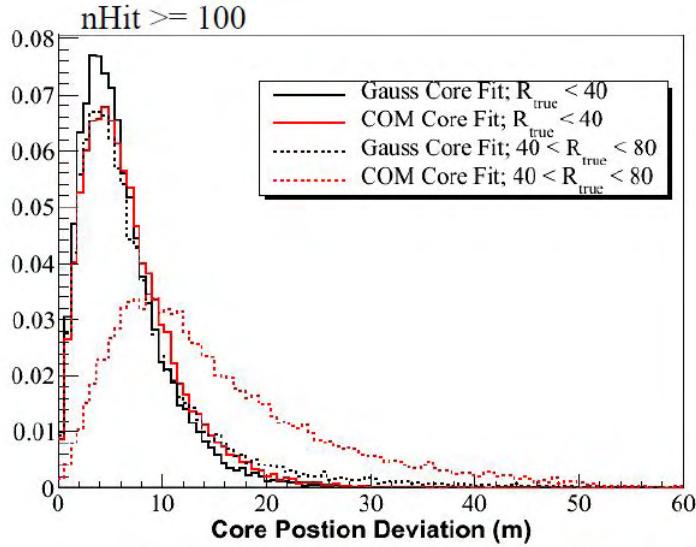 nHit >= 100
0.08
0.07
0.06
0.05
0.04
0.03
0.02
0.01
0
Gauss Core Fit; R_true < 40
COM Core Fit; R_true < 40
Gauss Core Fit; 40 < R_true < 80
COM Core Fit; 40 < R_true < 80
0 10 20 30 40 50 60
Core Postion Deviation (m)